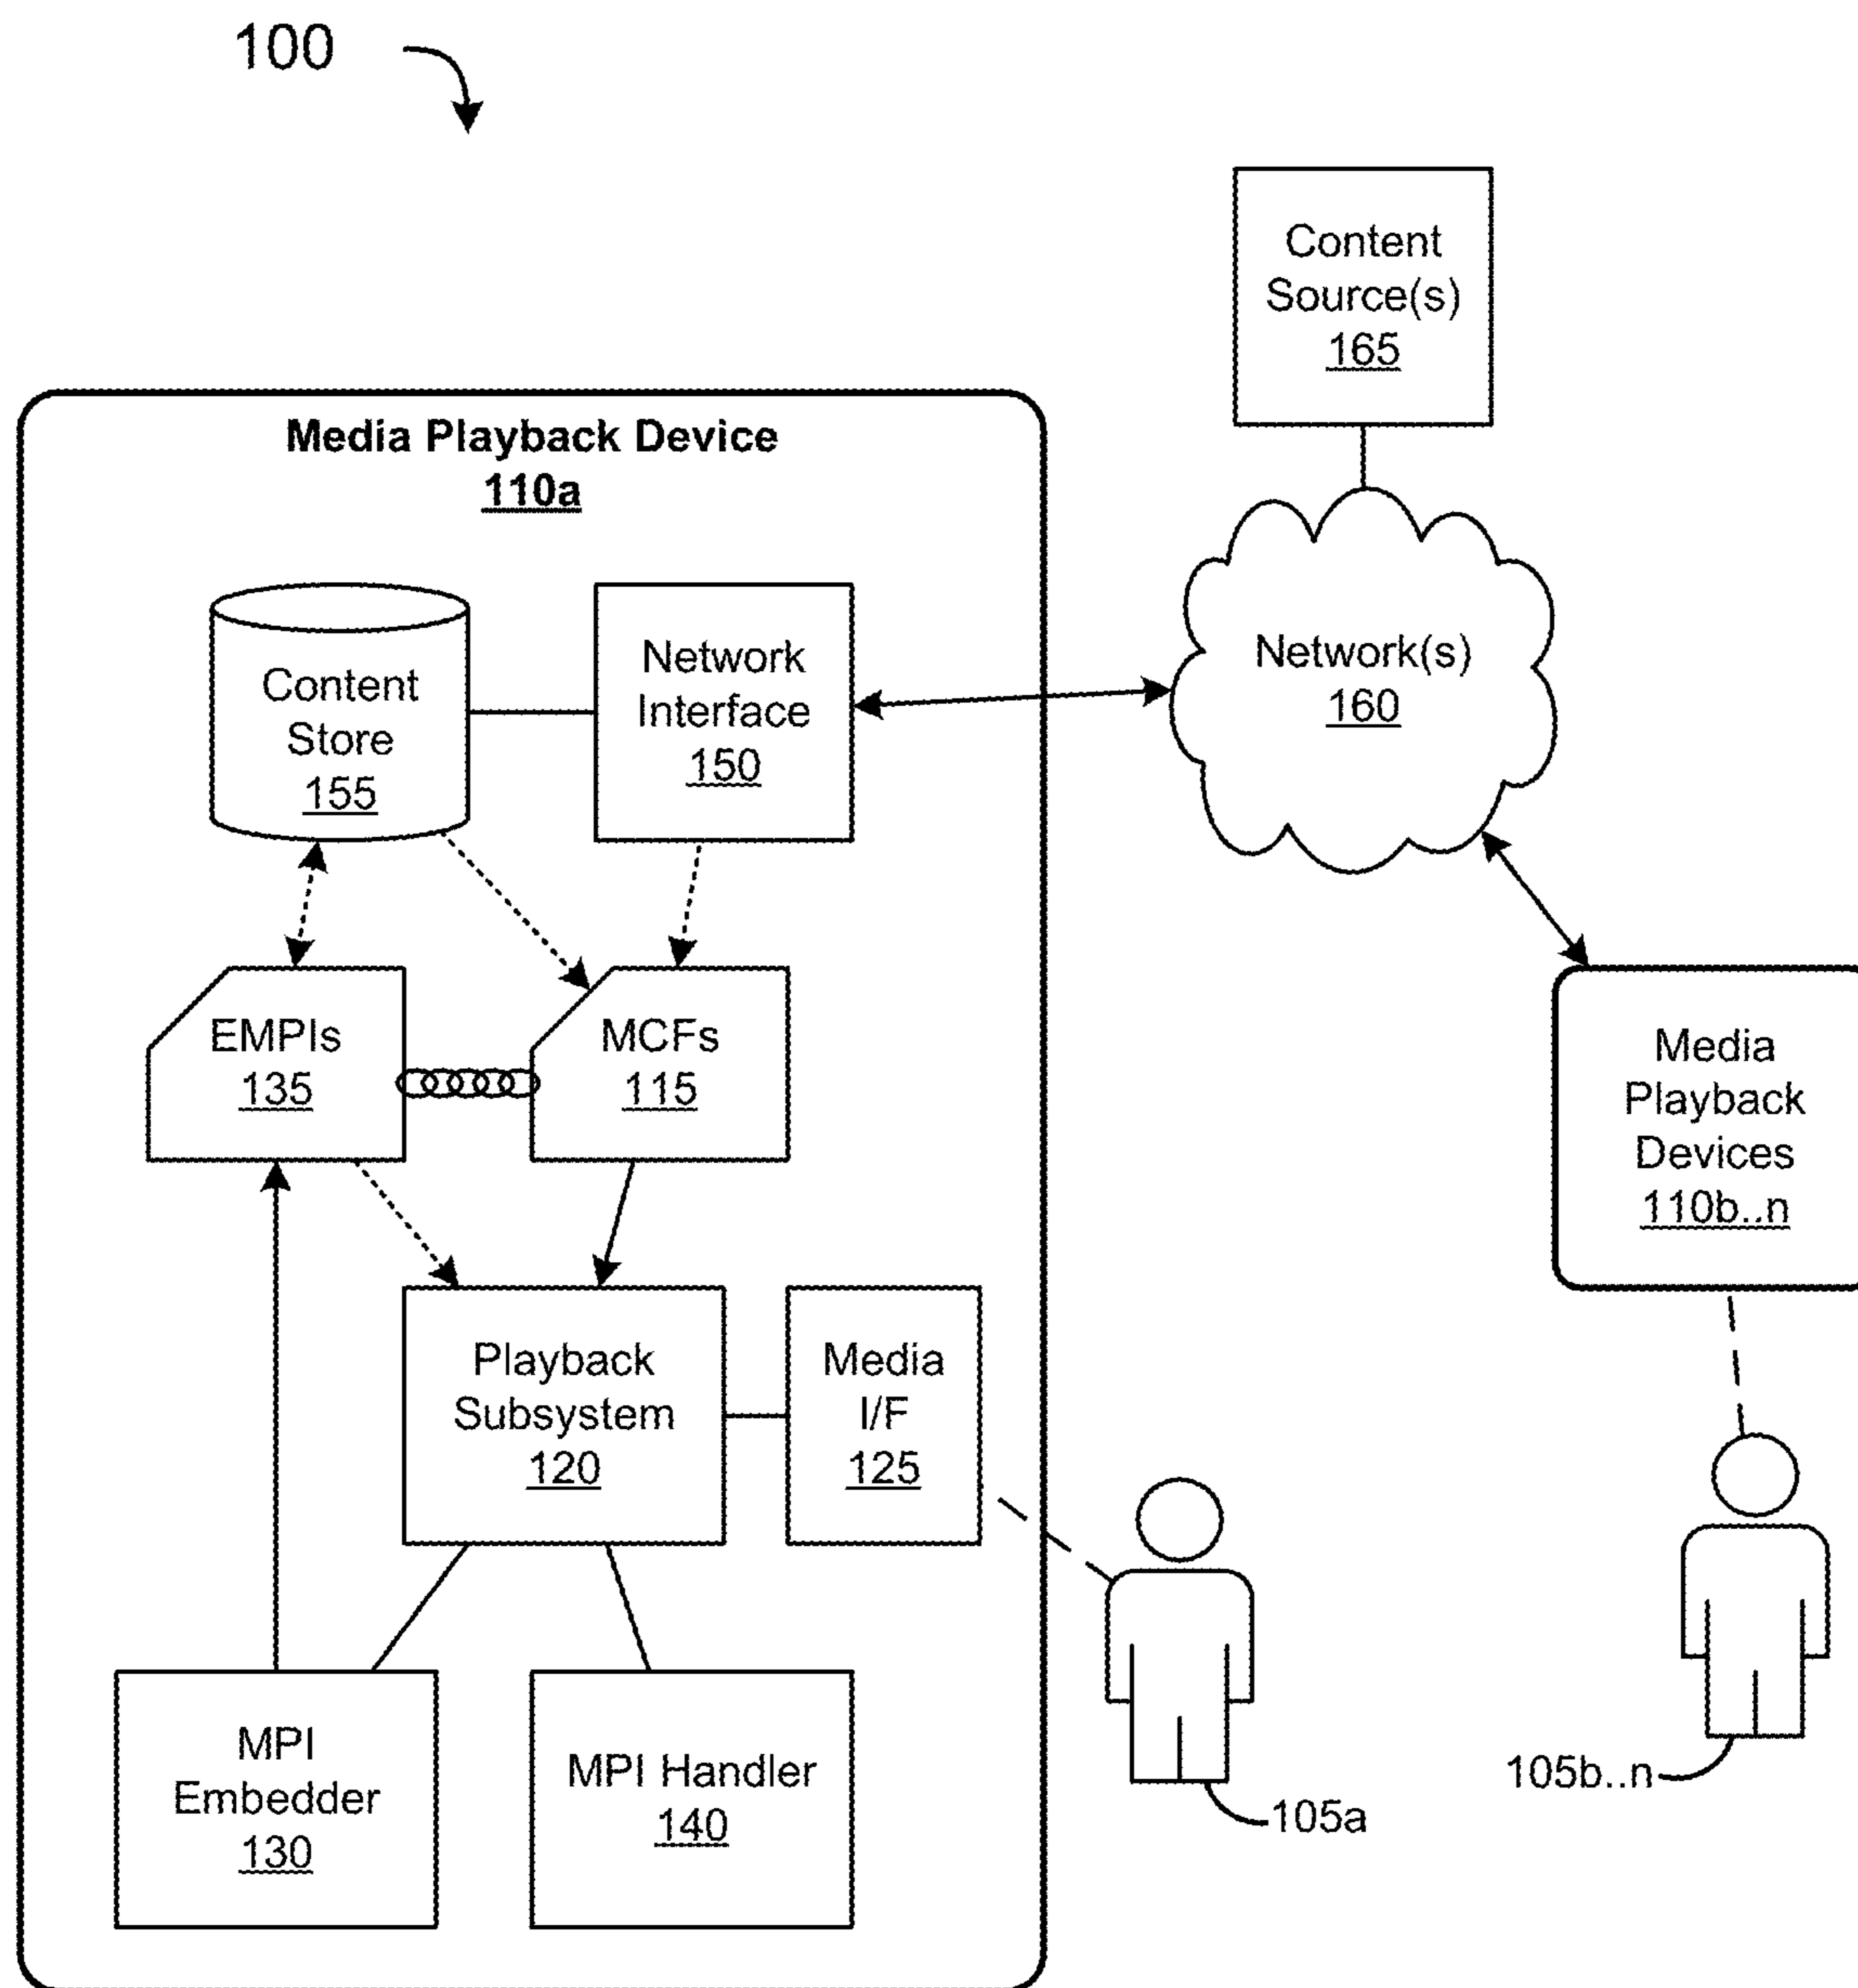 100
Content
Source(s)
165
Media Playback Device
110a
Content
Store
155
Network
Interface
150
Network(s)
160
EMPIs
135
MCFs
115
Media
Playback
Devices
110b..n
Playback
Subsystem
120
Media
I/F
125
MPI
Embedder
130
MPI Handler
140
105a
105b..n